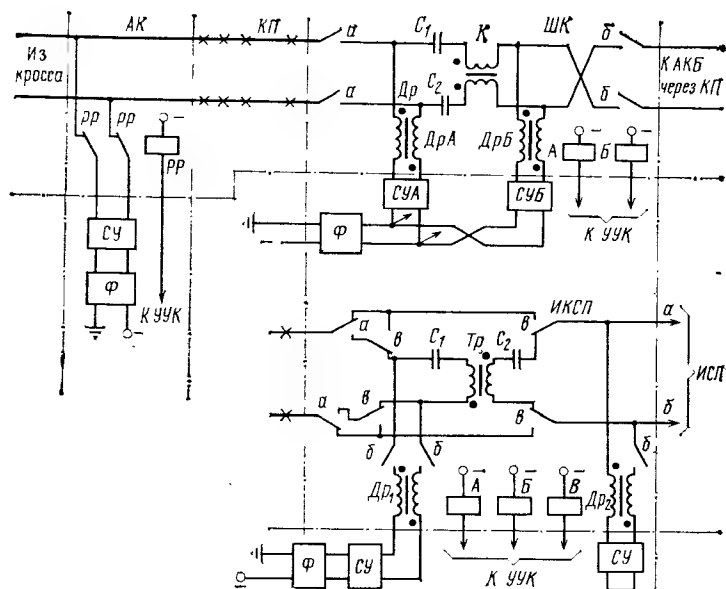 АК
КП
С1
К
ШК
Из кросса
а
а
б
б
К АКБ через КП
С2
Др
ДрА
ДрБ
рр
рр
РР
А
Б
СУА
СУБ
К УУК
СУ
Ф
Ф
К УУК
а
в
С1
Тр
С2
ИКСП
а
ИСП
а
в
в
б
б
б
б
Др1
А
Б
В
Др2
Ф
СУ
СУ
К УУК